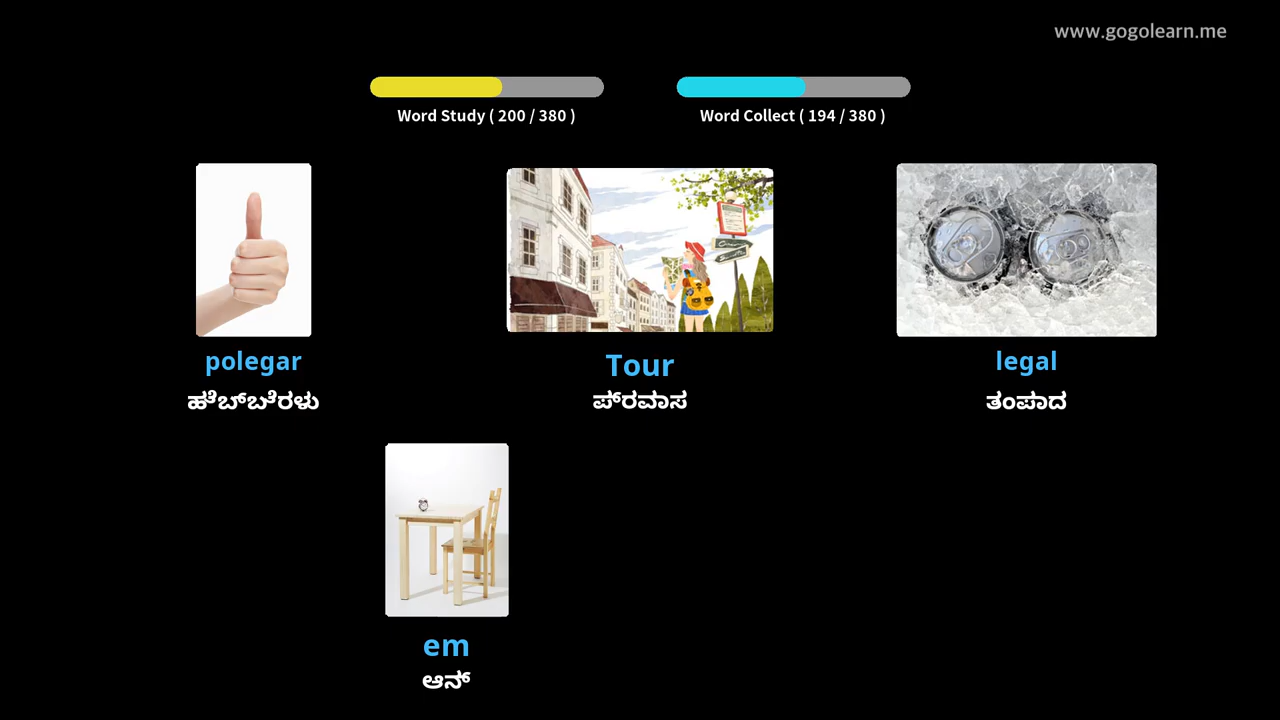 www.gogolearn.me
Word Study ( 200 / 380 )
Word Collect ( 194 / 380 )
polegar
ಹೆಬ್ಬೆರಳು
Tour
ಪ್ರವಾಸ
legal
ತಂಪಾದ
em
ಆನ್